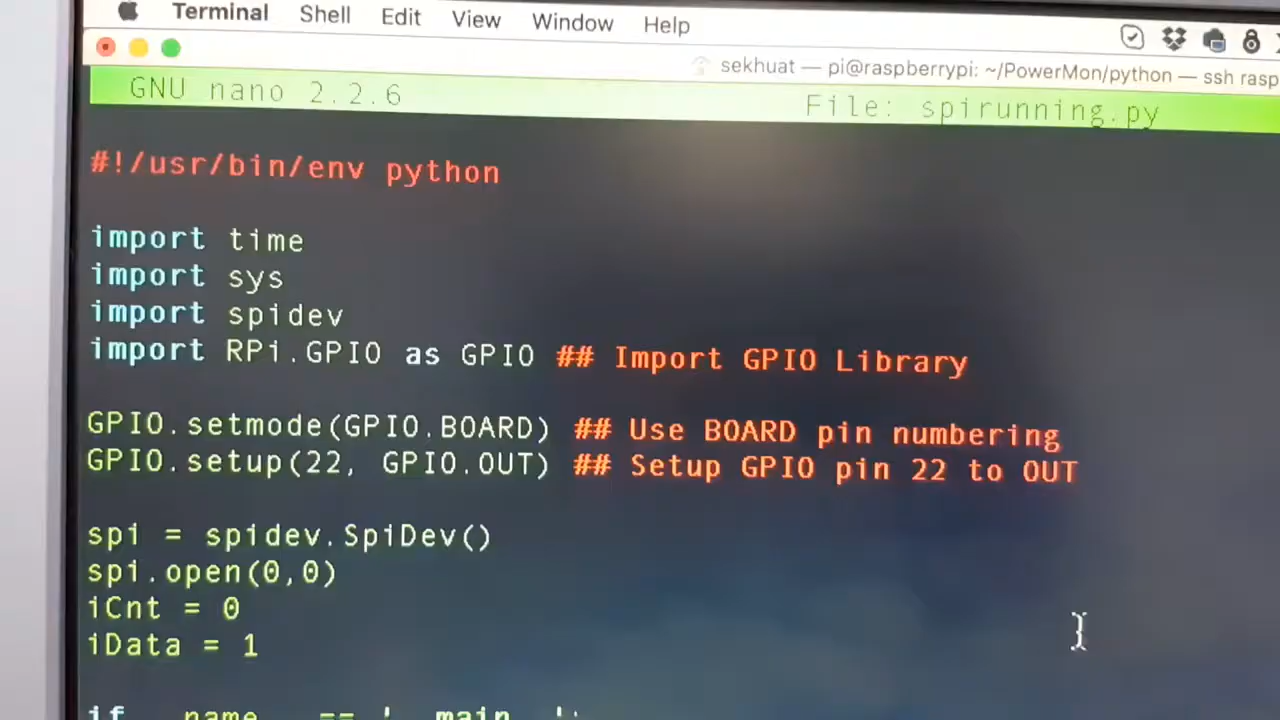 Terminal Shell Edit View Window Help
sekhuat — pi@raspberrypi: ~/PowerMon/python — ssh rasp
GNU nano 2.2.6 File: spirunning.py
#!/usr/bin/env python
import time
import sys
import spidev
import RPi.GPIO as GPIO ## Import GPIO Library
GPIO.setmode(GPIO.BOARD) ## Use BOARD pin numbering
GPIO.setup(22, GPIO.OUT) ## Setup GPIO pin 22 to OUT
spi = spidev.SpiDev()
spi.open(0,0)
iCnt = 0
iData = 1
if __name__ == '__main__':